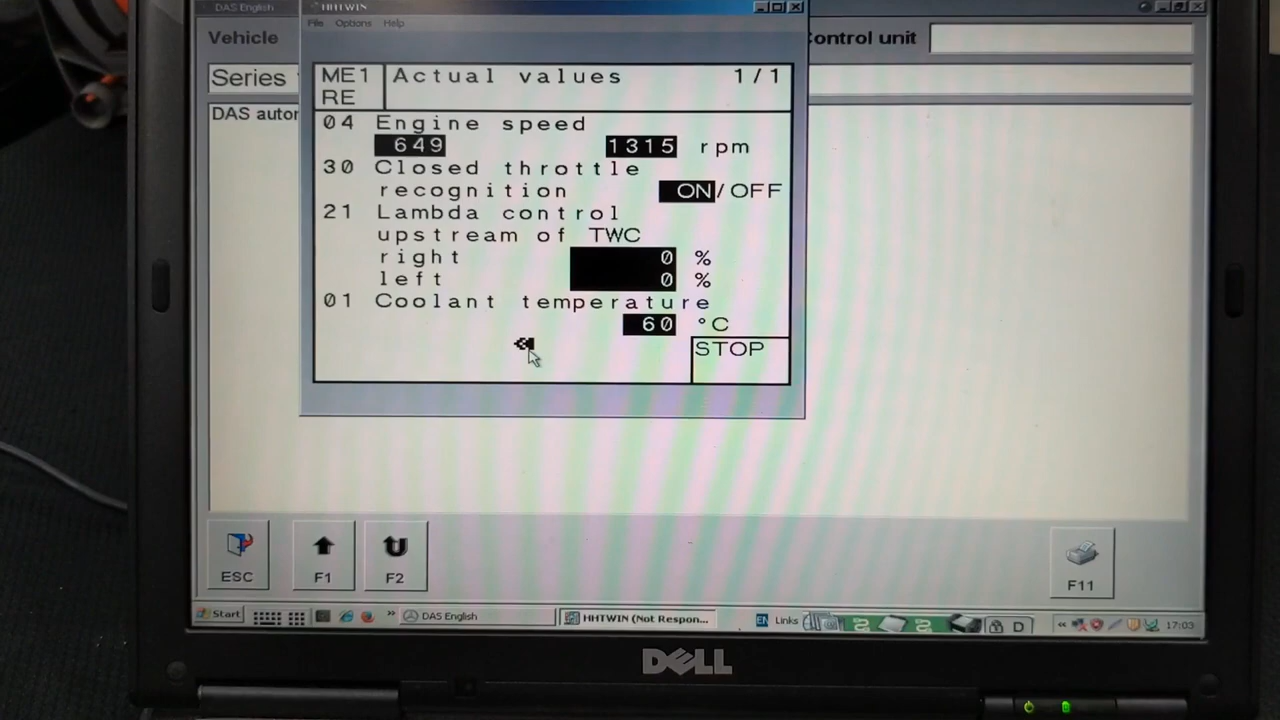 DAS English
HHTWIN
File Options Help
Vehicle
Control unit
Series
DAS autor
ME1 RE
Actual values 1/1
04 Engine speed
649 1315 rpm
30 Closed throttle
recognition ON/OFF
21 Lambda control
upstream of TWC
right 0 %
left 0 %
01 Coolant temperature
60 °C
STOP
ESC
F1
F2
F11
Start
DAS English
HHTWIN (Not Respon...
EN Links
D
17:03
DELL